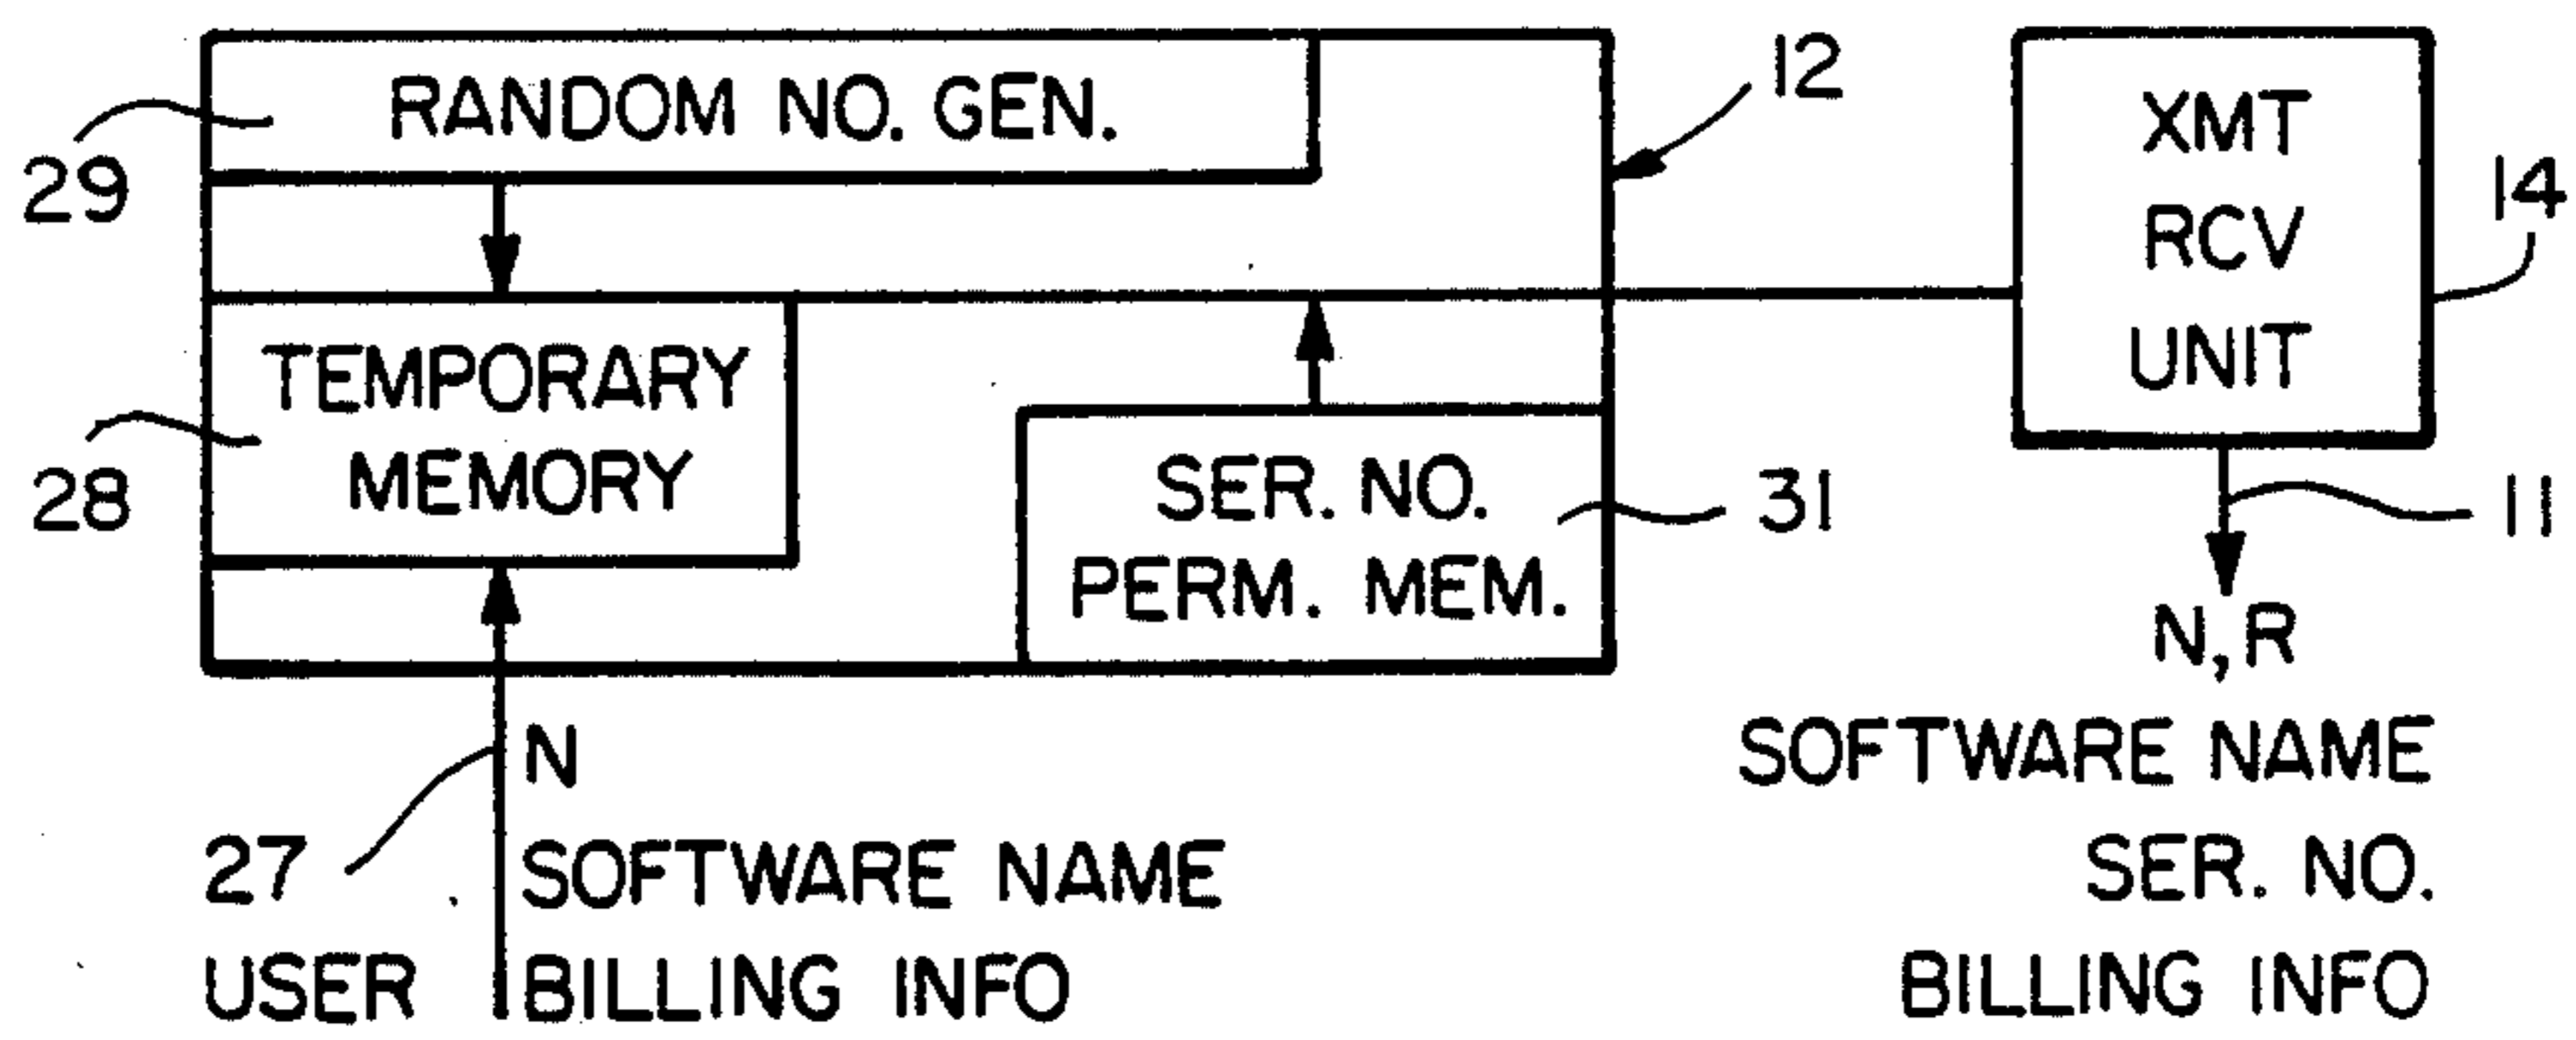 RANDOM NO. GEN.
12
29
XMT
RCV
UNIT
14
TEMPORARY
MEMORY
28
SER. NO.
PERM. MEM.
31
11
N, R
SOFTWARE NAME
SER. NO.
BILLING INFO
N
27
SOFTWARE NAME
USER BILLING INFO